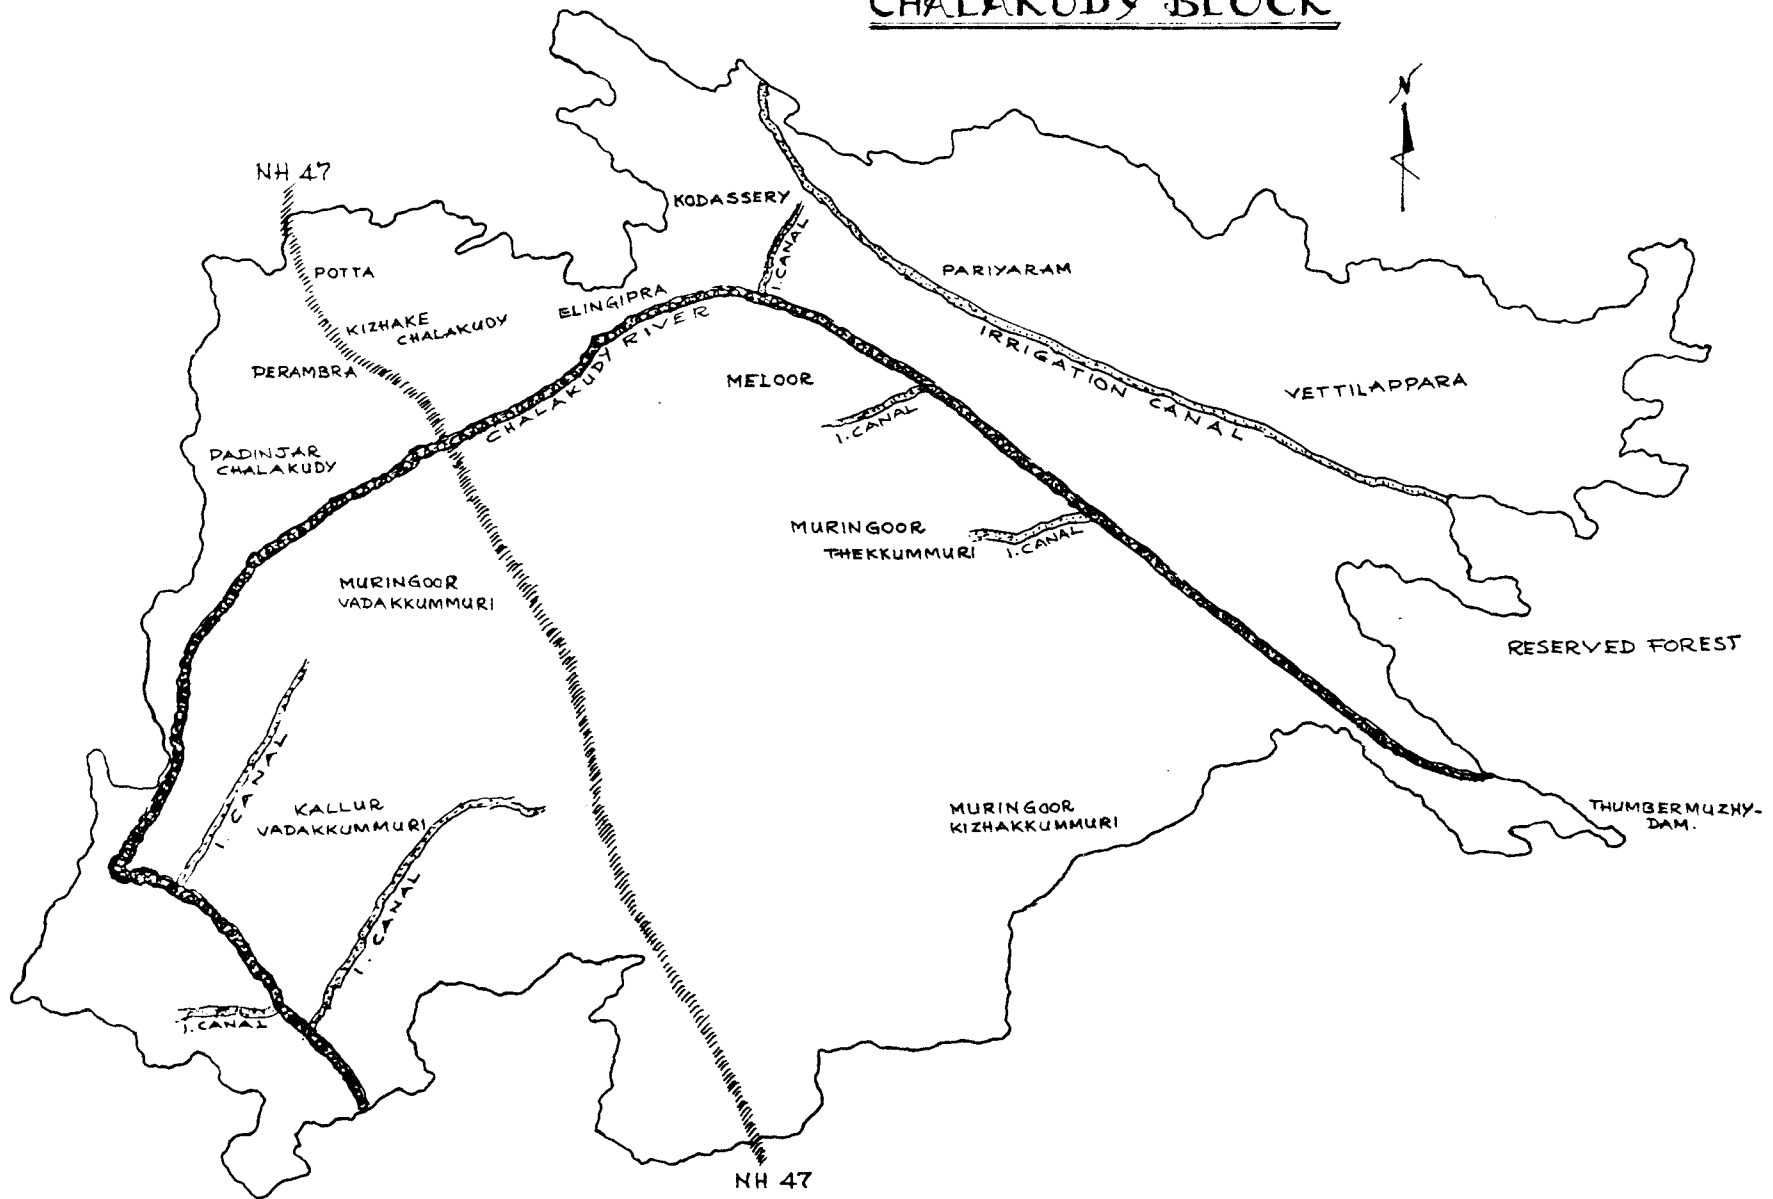 CHALAKUDY BLOCK
N
NH 47
KODASSERY
I. CANAL
POTTA
PARIYARAM
ELINGIPRA
KIZHAKE
CHALAKUDY
CHALAKUDY RIVER
IRRIGATION CANAL
PERAMBRA
MELOOR
VETTILAPPARA
I. CANAL
PADINJAR
CHALAKUDY
MURINGOOR
THEKKUMMURI
I. CANAL
MURINGOOR
VADAKKUMMURI
RESERVED FOREST
I. CANAL
KALLUR
VADAKKUMMURI
MURINGOOR
KIZHAKKUMMURI
THUMBERMUZHY-
DAM.
I. CANAL
I. CANAL
NH 47